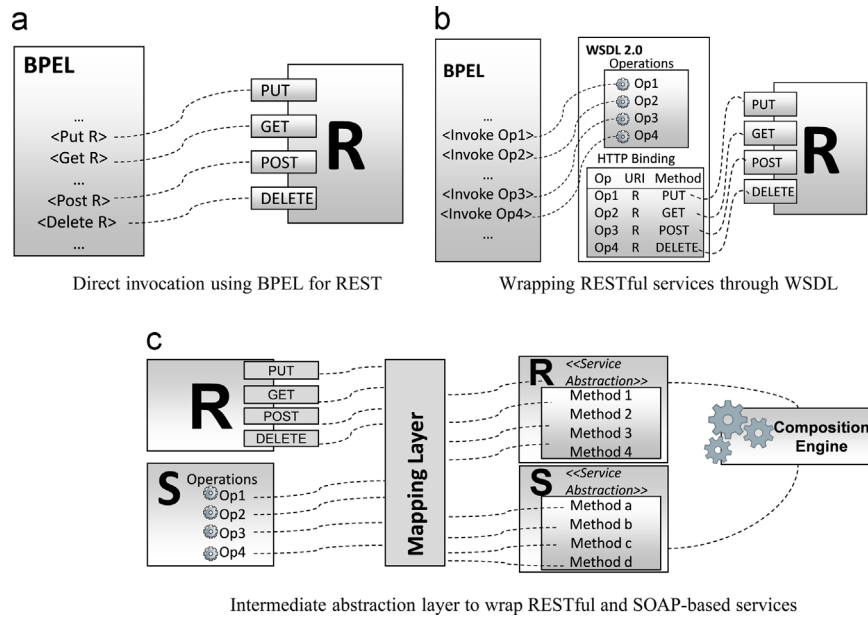 a
BPEL
...
<Put R>
<Get R>
...
<Post R>
<Delete R>
...
PUT
GET
POST
DELETE
R
Direct invocation using BPEL for REST
b
BPEL
...
<Invoke Op1>
<Invoke Op2>
...
<Invoke Op3>
<Invoke Op4>
...
WSDL 2.0
Operations
Op1
Op2
Op3
Op4
HTTP Binding
Op URI Method
Op1 R PUT
Op2 R GET
Op3 R POST
Op4 R DELETE
PUT
GET
POST
DELETE
R
Wrapping RESTful services through WSDL
c
R
PUT
GET
POST
DELETE
S
Operations
Op1
Op2
Op3
Op4
Mapping Layer
R
<<Service
Abstraction>>
Method 1
Method 2
Method 3
Method 4
S
<<Service
Abstraction>>
Method a
Method b
Method c
Method d
Composition
Engine
Intermediate abstraction layer to wrap RESTful and SOAP-based services